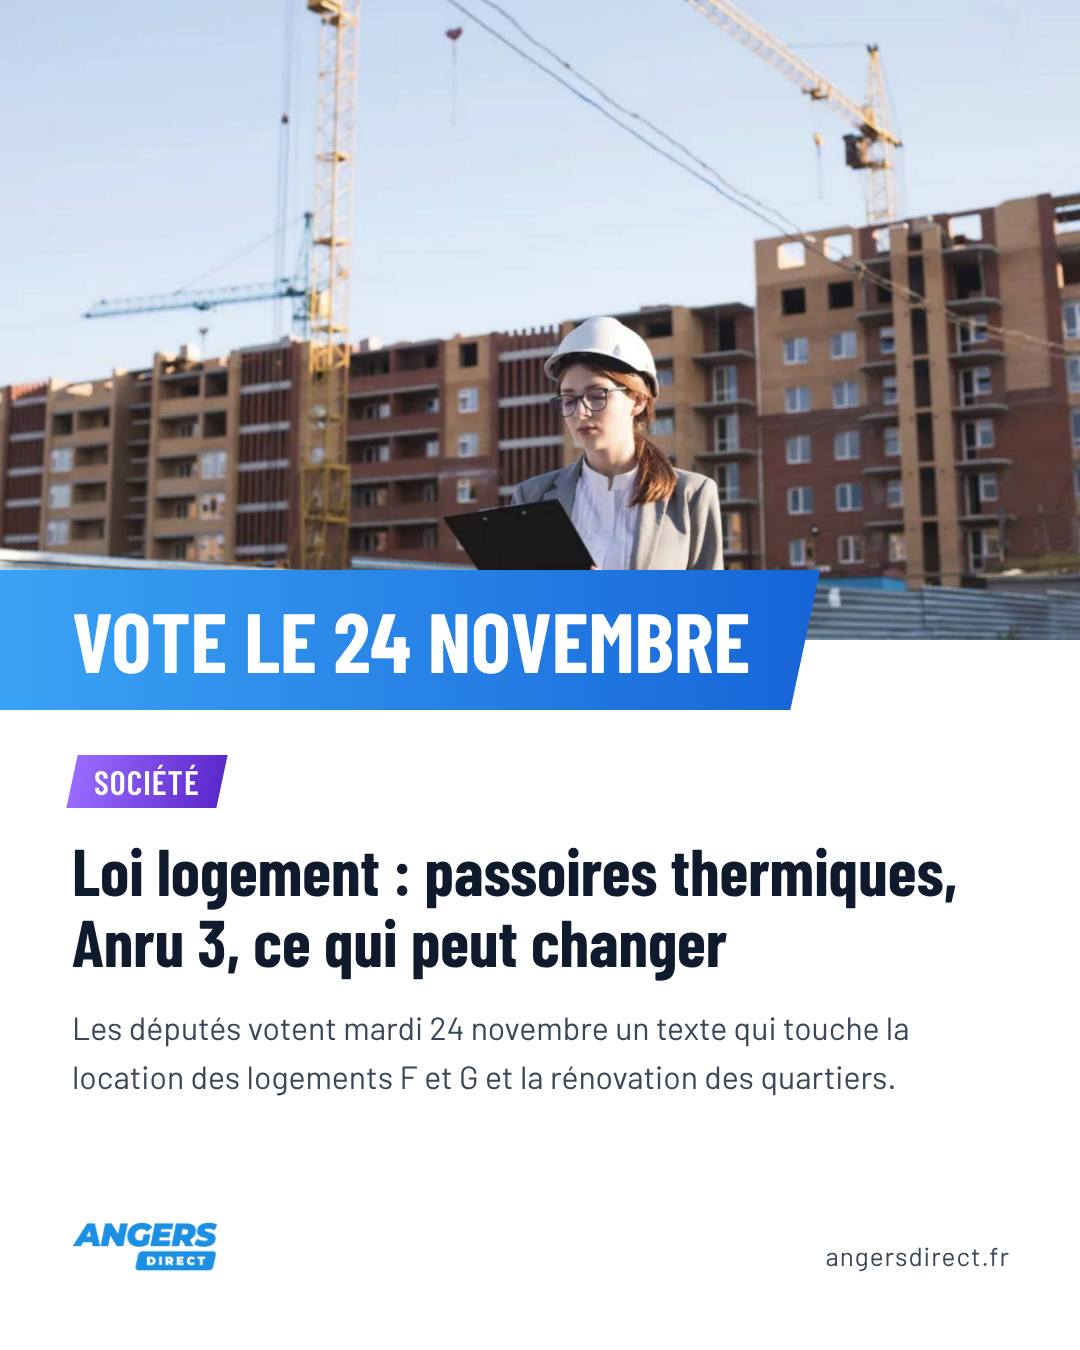 VOTE LE 24 NOVEMBRE
SOCIÉTÉ
Loi logement : passoires thermiques,
Anru 3, ce qui peut changer
Les députés votent mardi 24 novembre un texte qui touche la
location des logements F et G et la rénovation des quartiers.
ANGERS
DIRECT
angersdirect.fr